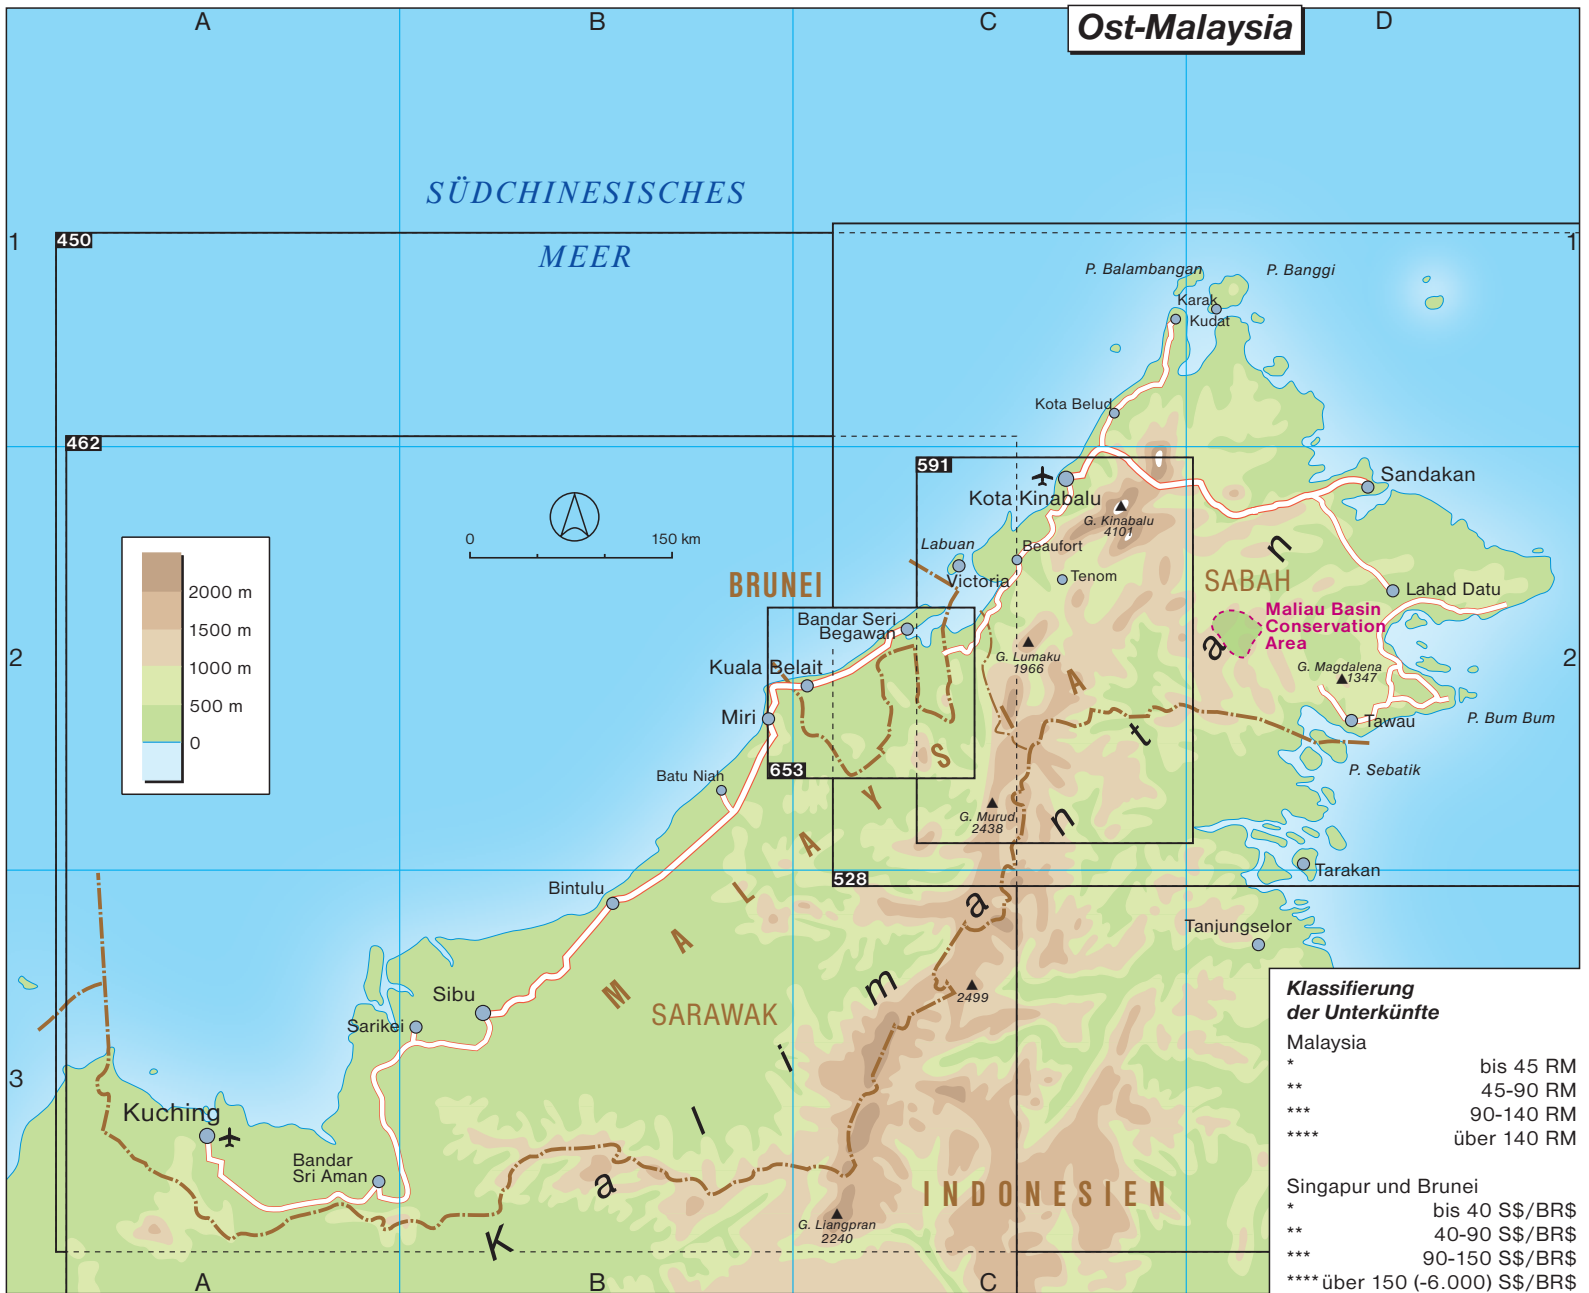 A
B
C
D
Ost-Malaysia
SÜDCHINESISCHES
MEER
1
1
450
P. Balambangan
P. Banggi
Karak
Kudat
Kota Belud
462
591
Sandakan
Kota Kinabalu
G. Kinabalu
4101
0
150 km
Labuan
Beaufort
Victoria
Tenom
BRUNEI
SABAH
Lahad Datu
2000 m
1500 m
1000 m
500 m
0
Maliau Basin
Conservation
Area
Bandar Seri
Begawan
2
2
G. Lumaku
1966
G. Magdalena
1347
Kuala Belait
Miri
Tawau
P. Bum Bum
P. Sebatik
653
Batu Niah
G. Murud
2438
528
Tarakan
Bintulu
Tanjungselor
MALAYSA
Kalimantan
2499
Sibu
SARAWAK
Sarikei
3
Kuching
Bandar
Sri Aman
INDONESIEN
G. Liangpran
2240
A
B
C
Klassifierung
der Unterkünfte
Malaysia
* bis 45 RM
** 45-90 RM
*** 90-140 RM
**** über 140 RM
Singapur und Brunei
* bis 40 S$/BR$
** 40-90 S$/BR$
*** 90-150 S$/BR$
**** über 150 (-6.000) S$/BR$